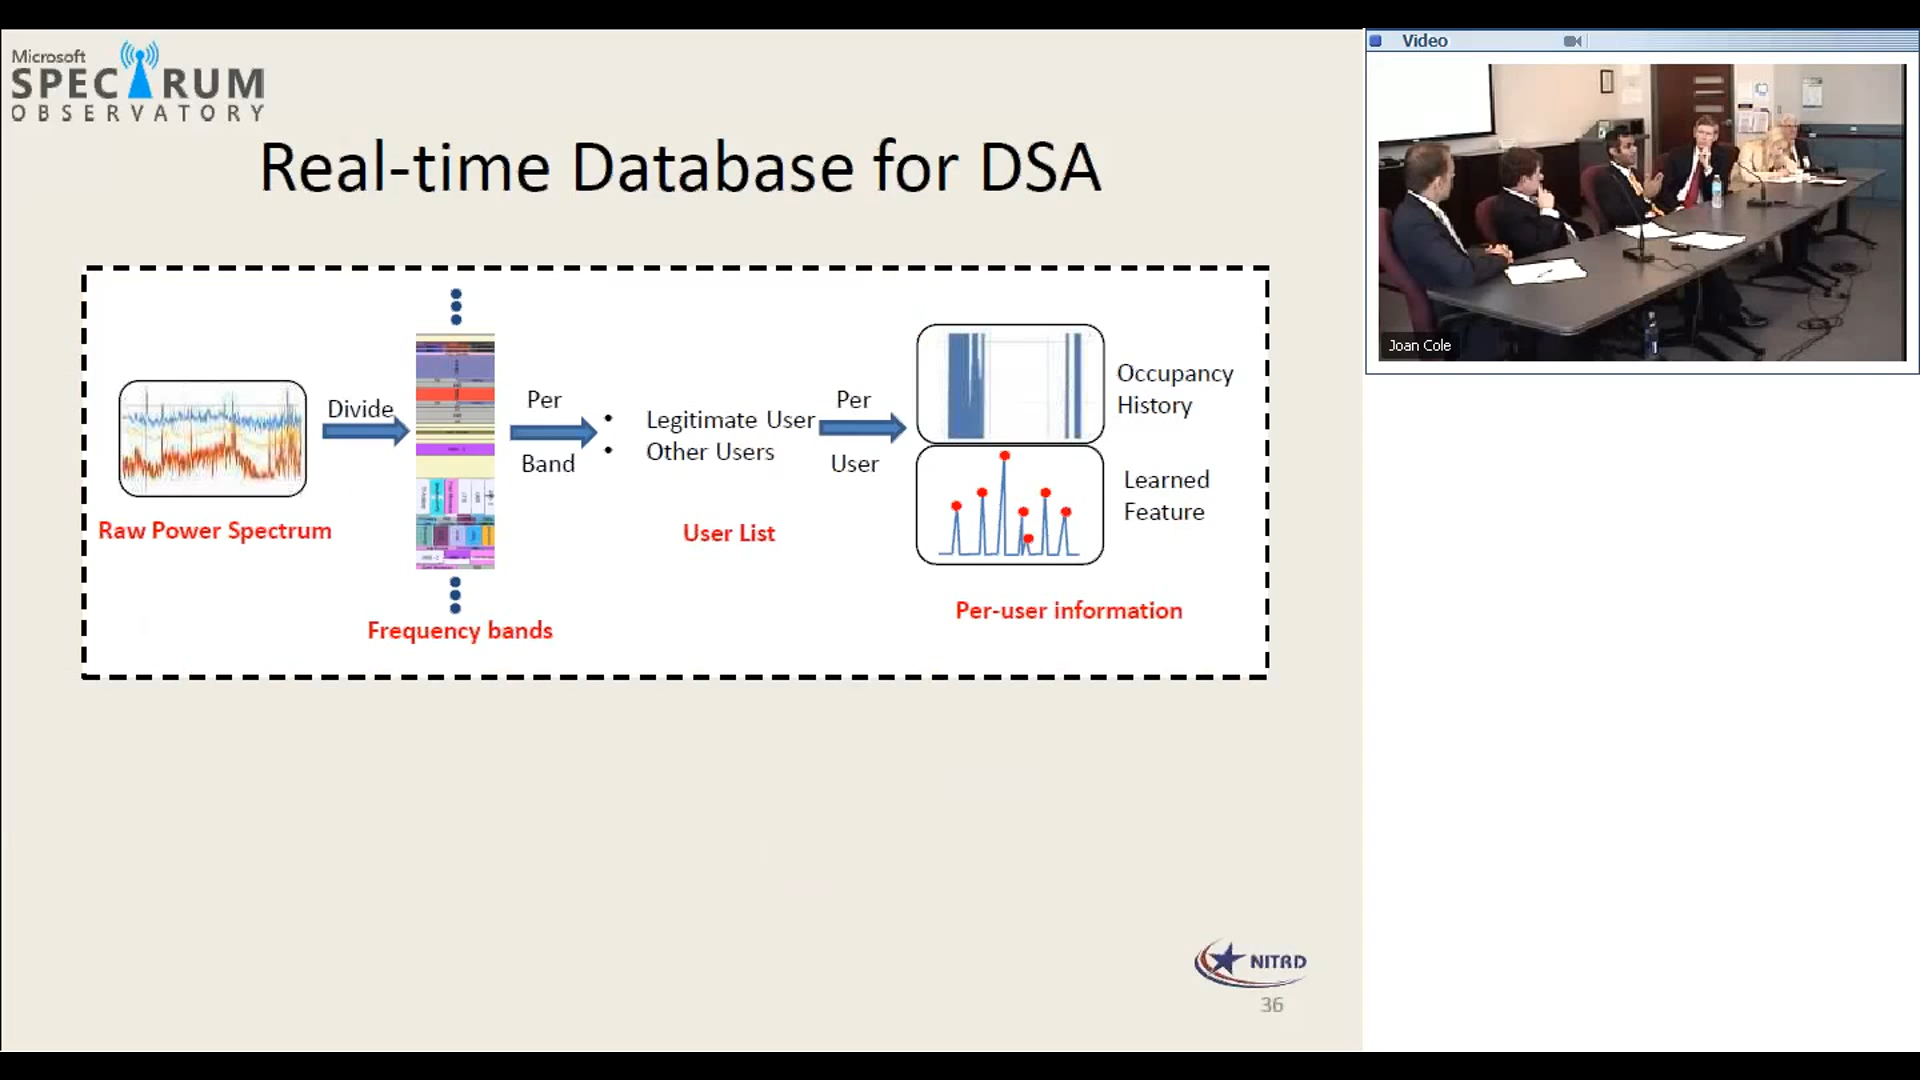 Microsoft
SPECTRUM
OBSERVATORY
Real-time Database for DSA
Divide
Per
Band
• Legitimate User
• Other Users
Per
User
Occupancy
History
Learned
Feature
Raw Power Spectrum
Frequency bands
User List
Per-user information
NITRD
36
Video
Joan Cole